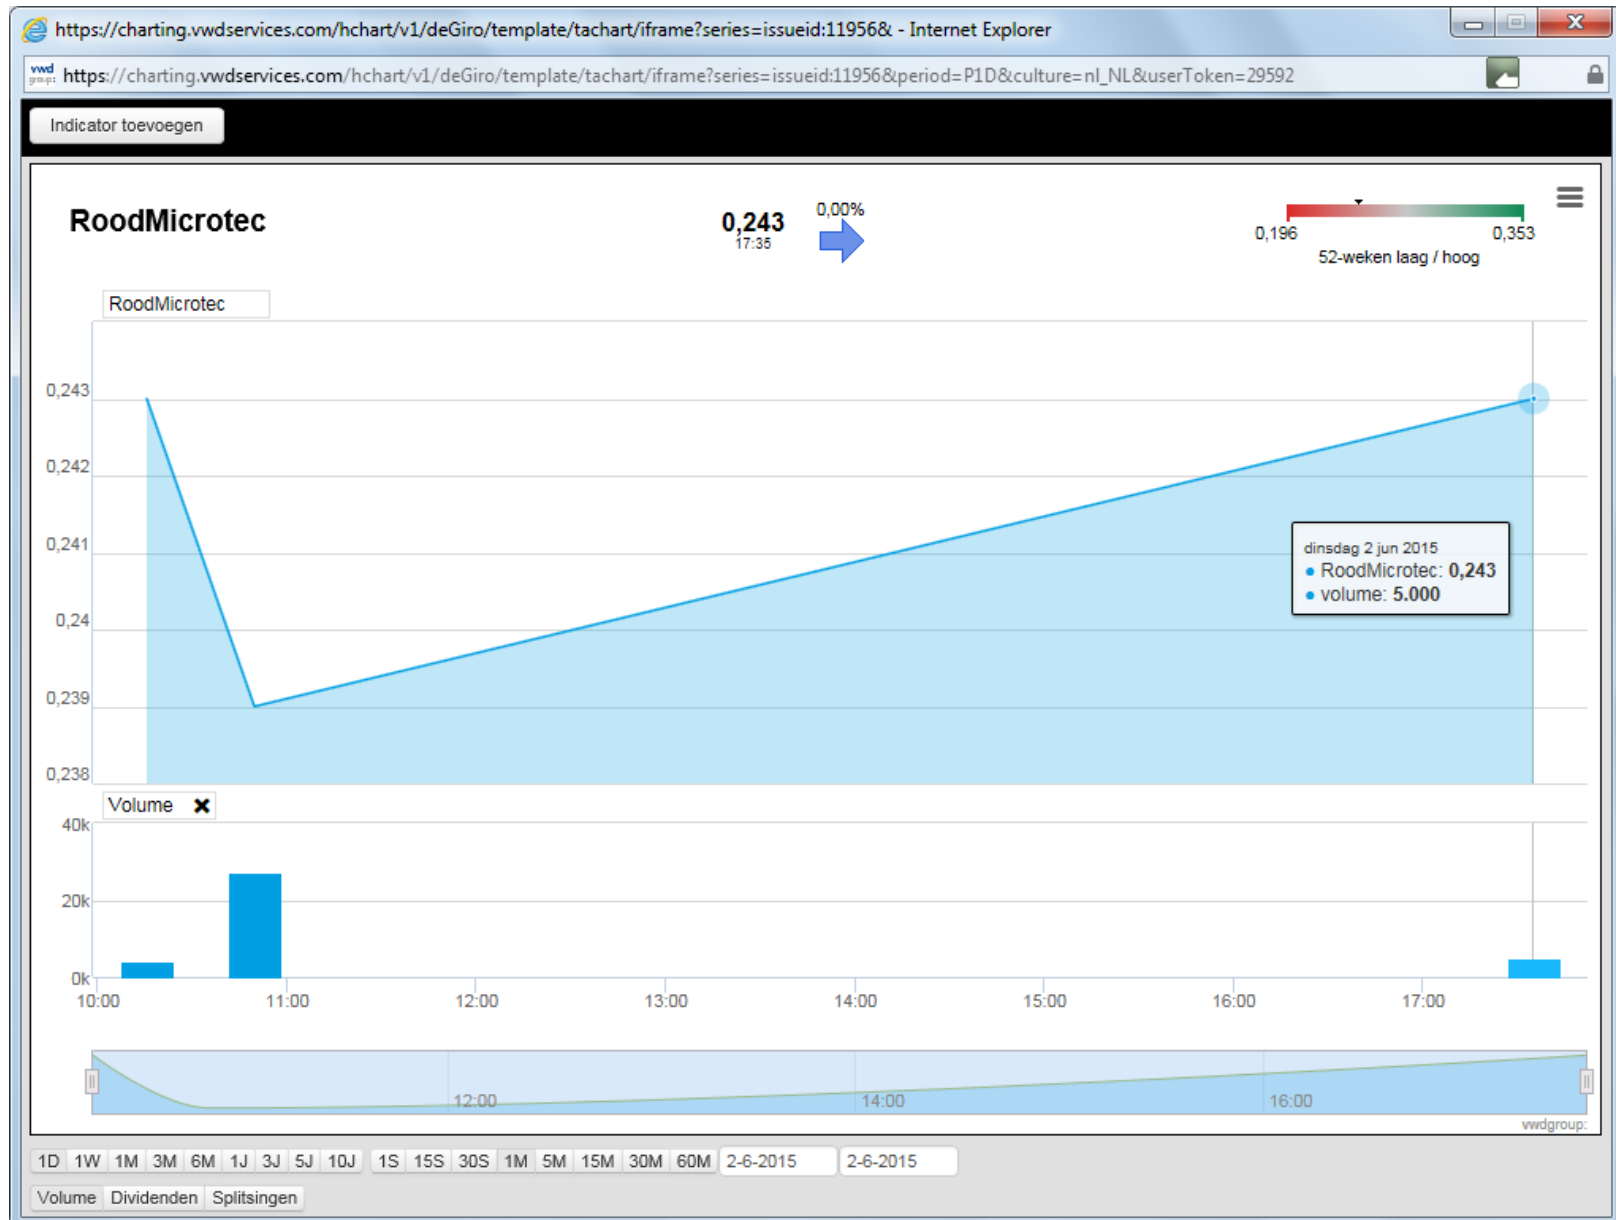 https://charting.vwdservices.com/hchart/v1/deGiro/template/tachart/iframe?series=issueid:11956& - Internet Explorer
vwd group: https://charting.vwdservices.com/hchart/v1/deGiro/template/tachart/iframe?series=issueid:11956&period=P1D&culture=nl_NL&userToken=29592
Indicator toevoegen
RoodMicrotec
0,243
17:35
0,00%
0,196 0,353
52-weken laag / hoog
RoodMicrotec
0,243
0,242
0,241
0,24
0,239
0,238
dinsdag 2 jun 2015
● RoodMicrotec: 0,243
● volume: 5.000
Volume
40k
20k
0k
10:00 11:00 12:00 13:00 14:00 15:00 16:00 17:00
12:00 14:00 16:00
vwdgroup:
1D 1W 1M 3M 6M 1J 3J 5J 10J 1S 15S 30S 1M 5M 15M 30M 60M 2-6-2015 2-6-2015
Volume Dividenden Splitsingen